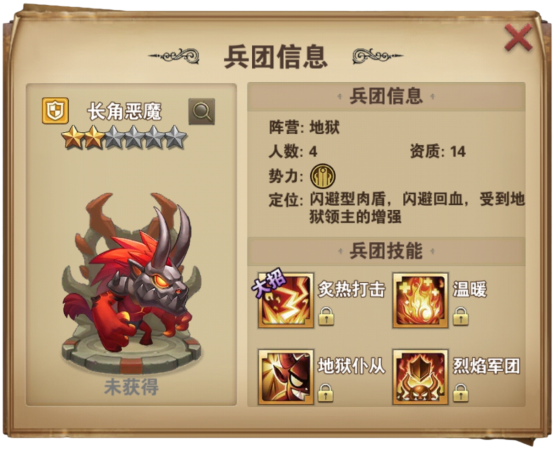 兵团信息
长角恶魔
未获得
兵团信息
阵营: 地狱
人数: 4 资质: 14
势力:
定位: 闪避型肉盾，闪避回血，受到地
狱领主的增强
兵团技能
大招
炙热打击
温暖
地狱仆从
烈焰军团